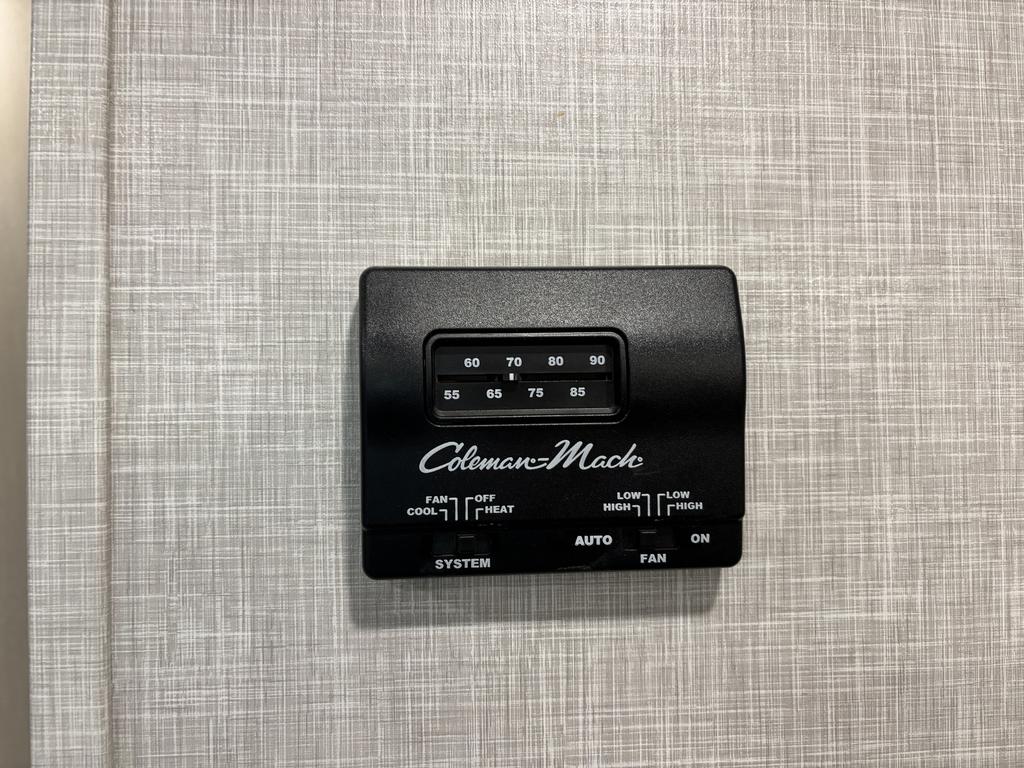 60 70 80 90
55 65 75 85
Coleman-Mach
FAN OFF LOW LOW
COOL HEAT HIGH HIGH
AUTO ON
SYSTEM FAN